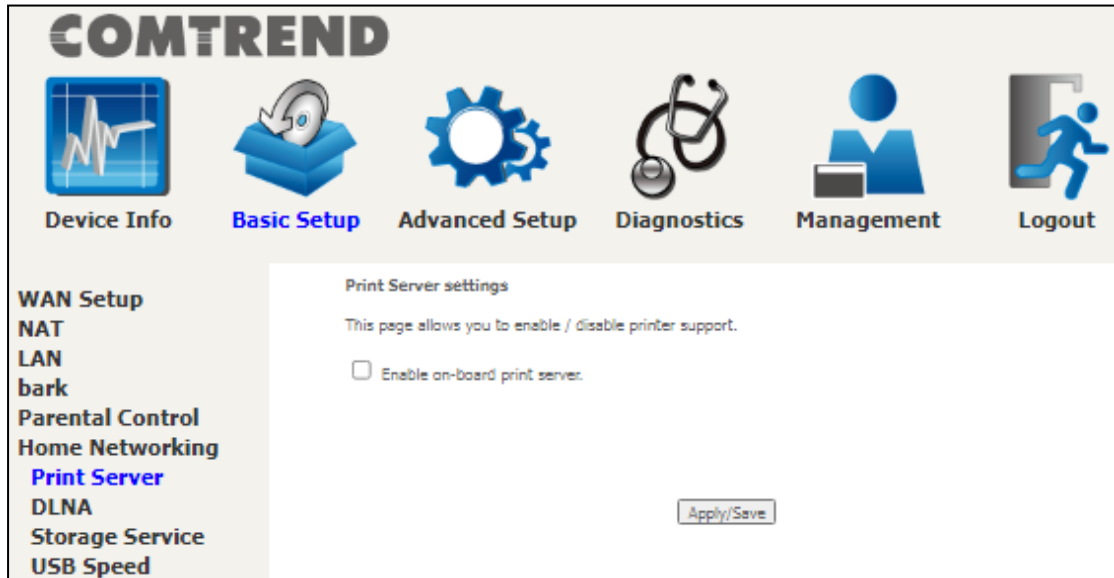 COMTREND
Device Info
Basic Setup
Advanced Setup
Diagnostics
Management
Logout
WAN Setup
NAT
LAN
bark
Parental Control
Home Networking
Print Server
DLNA
Storage Service
USB Speed
Print Server settings
This page allows you to enable / disable printer support.
Enable on-board print server.
Apply/Save